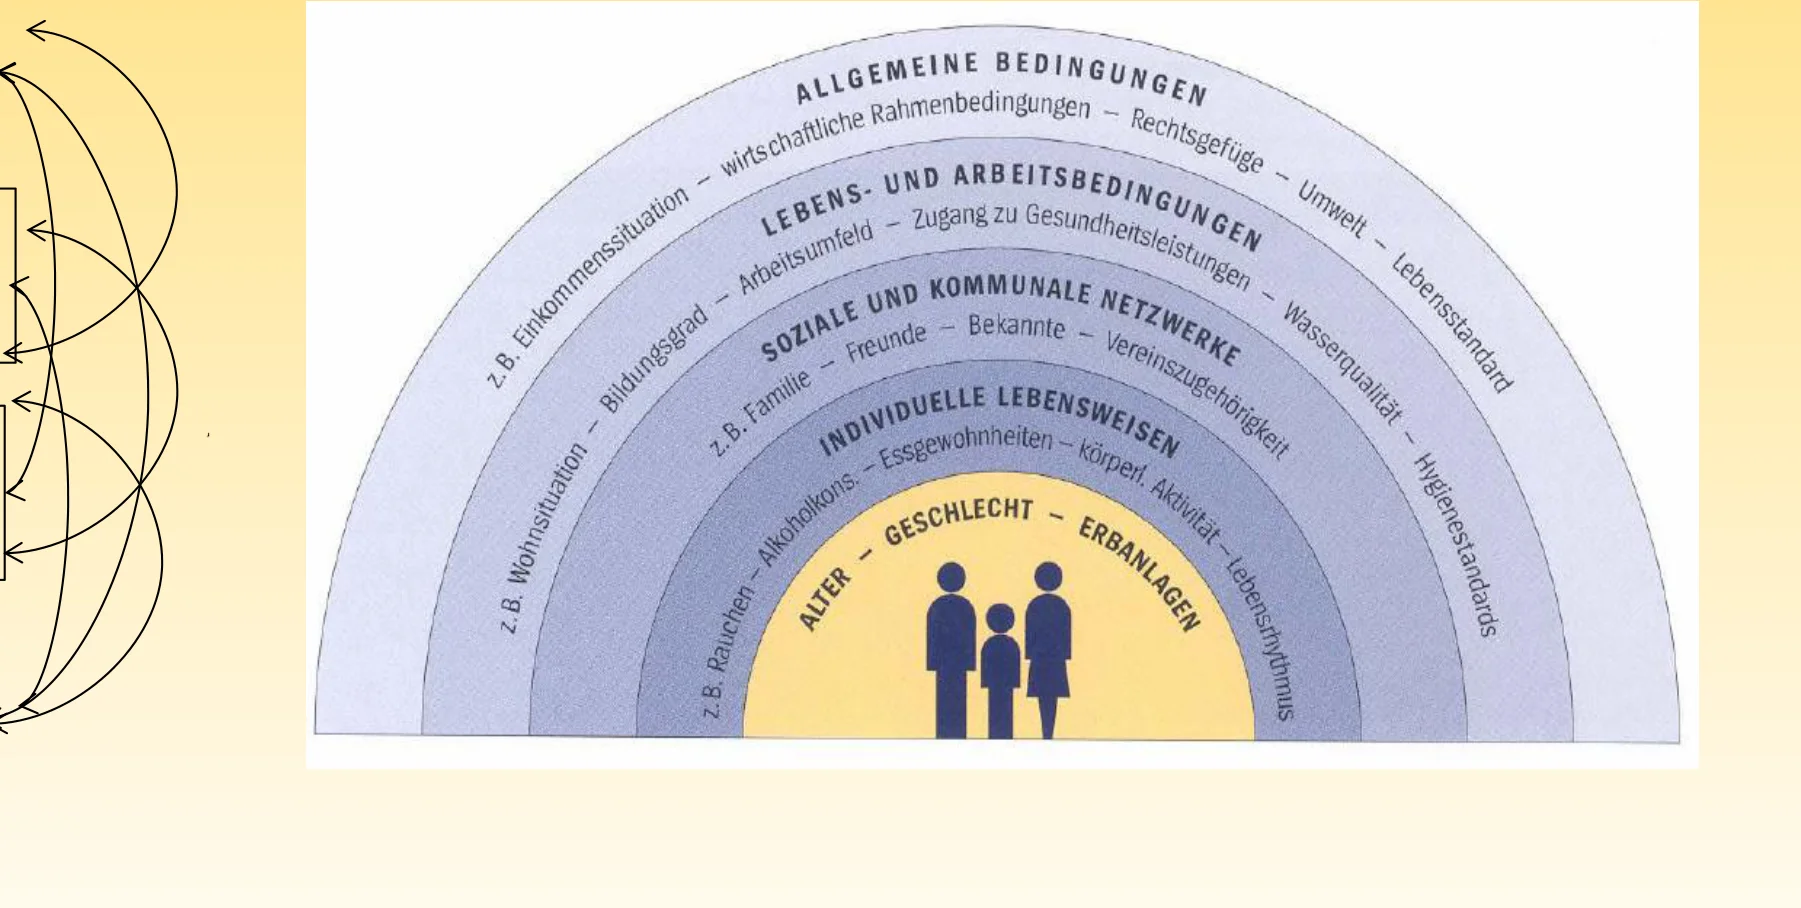 ALLGEMEINE BEDINGUNGEN
z. B. Einkommenssituation – wirtschaftliche Rahmenbedingungen – Rechtsgefüge – Umwelt – Lebensstandard
LEBENS- UND ARBEITSBEDINGUNGEN
z. B. Wohnsituation – Bildungsgrad – Arbeitsumfeld – Zugang zu Gesundheitsleistungen – Wasserqualität – Hygienestandards
SOZIALE UND KOMMUNALE NETZWERKE
z. B. Familie – Freunde – Bekannte – Vereinszugehörigkeit
INDIVIDUELLE LEBENSWEISEN
z. B. Rauchen – Alkoholkons. – Essgewohnheiten – körperl. Aktivität – Lebensrhythmus
ALTER – GESCHLECHT – ERBANLAGEN